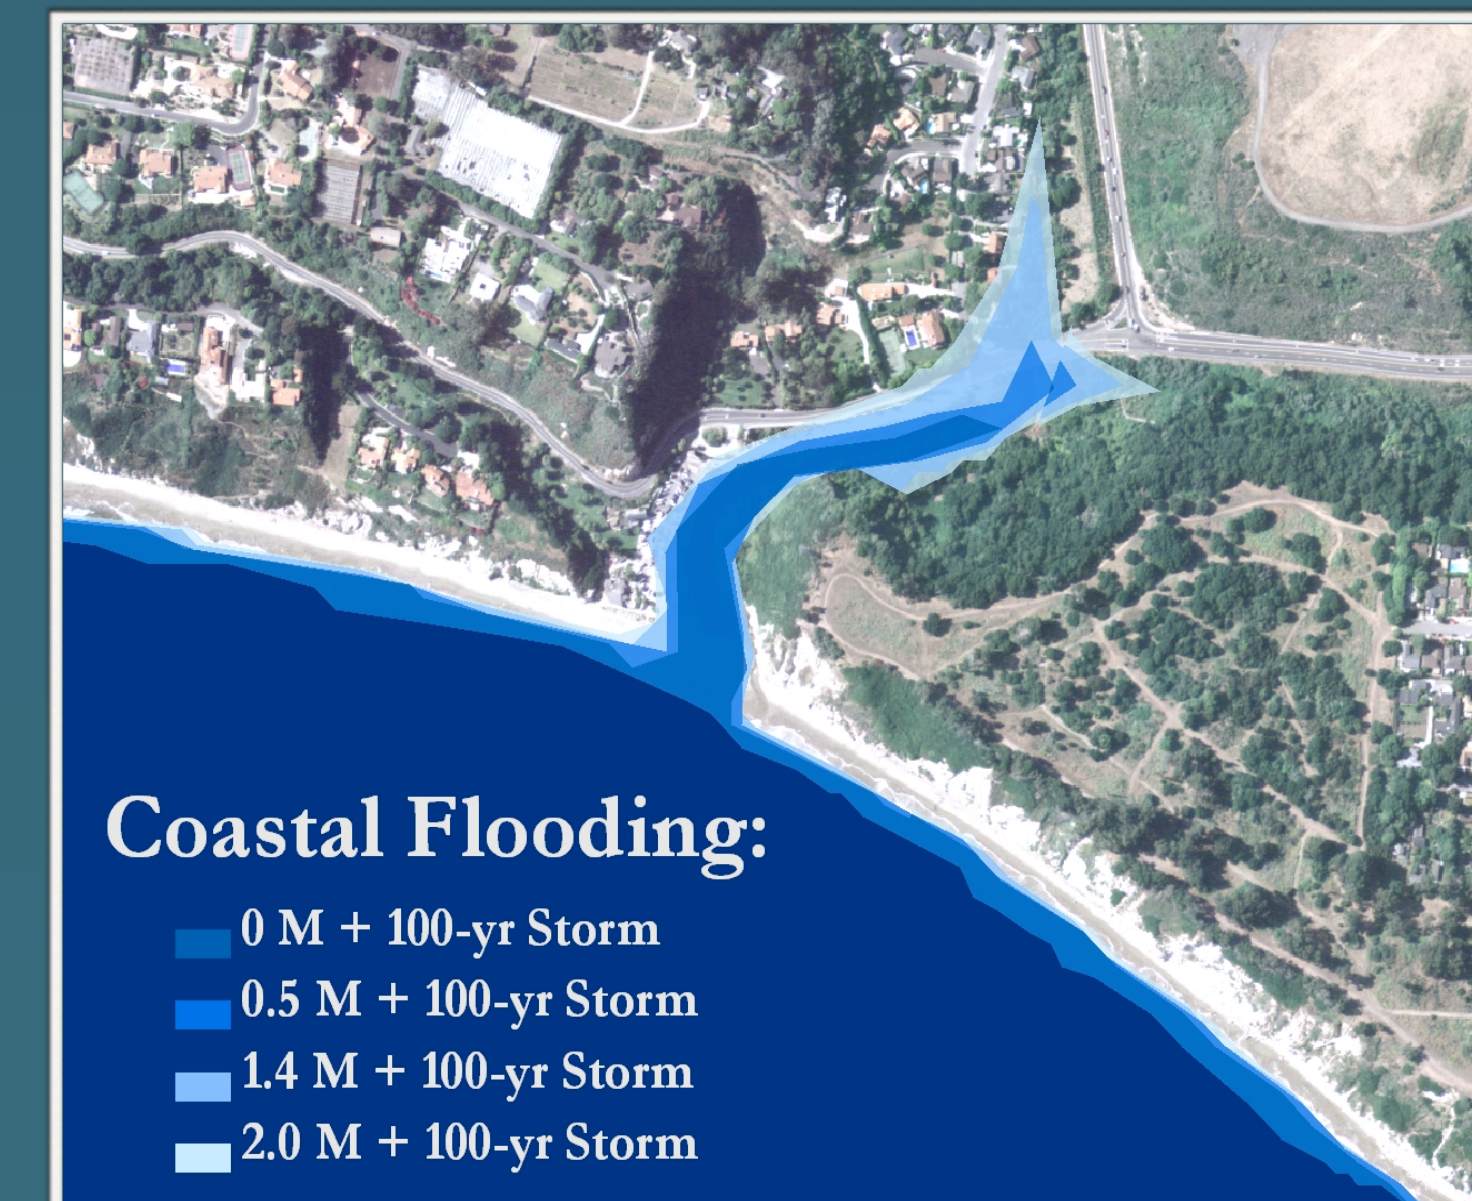 Coastal Flooding:
0 M + 100-yr Storm
0.5 M + 100-yr Storm
1.4 M + 100-yr Storm
2.0 M + 100-yr Storm